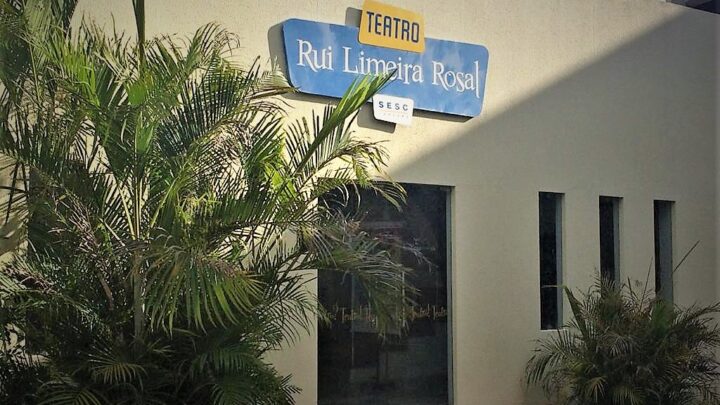 TEATRO
Rui Limeira Rosal
SESC